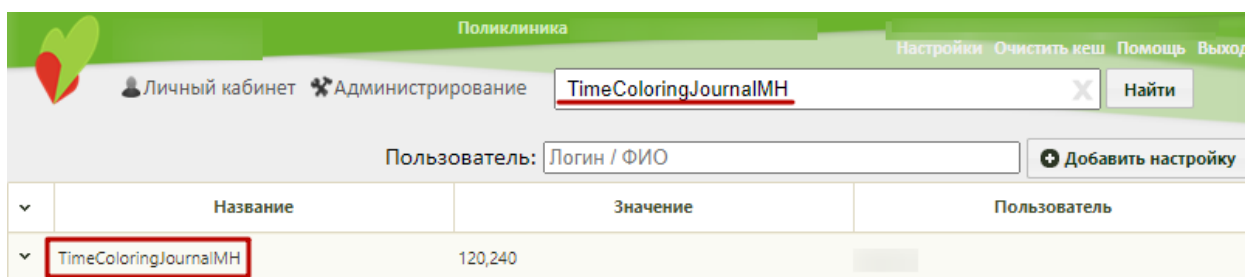 Поликлиника
Настройки Очистить кеш Помощь Выход
Личный кабинет Администрирование TimeColoringJournalMH Найти
Пользователь: Логин / ФИО Добавить настройку
Название Значение Пользователь
TimeColoringJournalMH 120,240